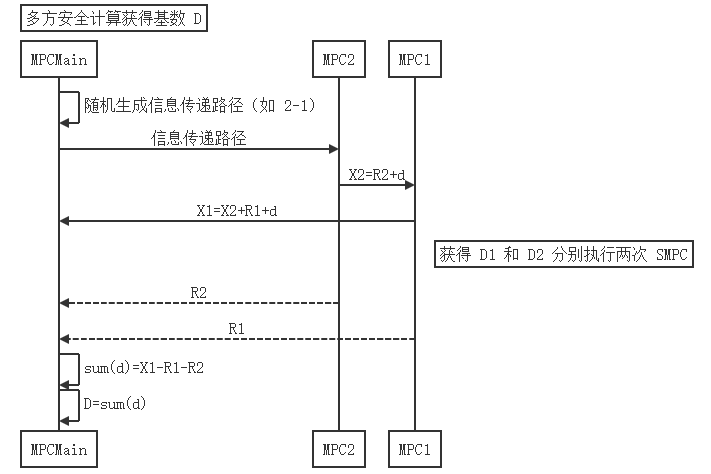 多方安全计算获得基数 D
MPCMain
MPC2
MPC1
随机生成信息传递路径（如 2-1）
信息传递路径
X2=R2+d
X1=X2+R1+d
获得 D1 和 D2 分别执行两次 SMPC
R2
R1
sum(d)=X1-R1-R2
D=sum(d)
MPCMain
MPC2
MPC1